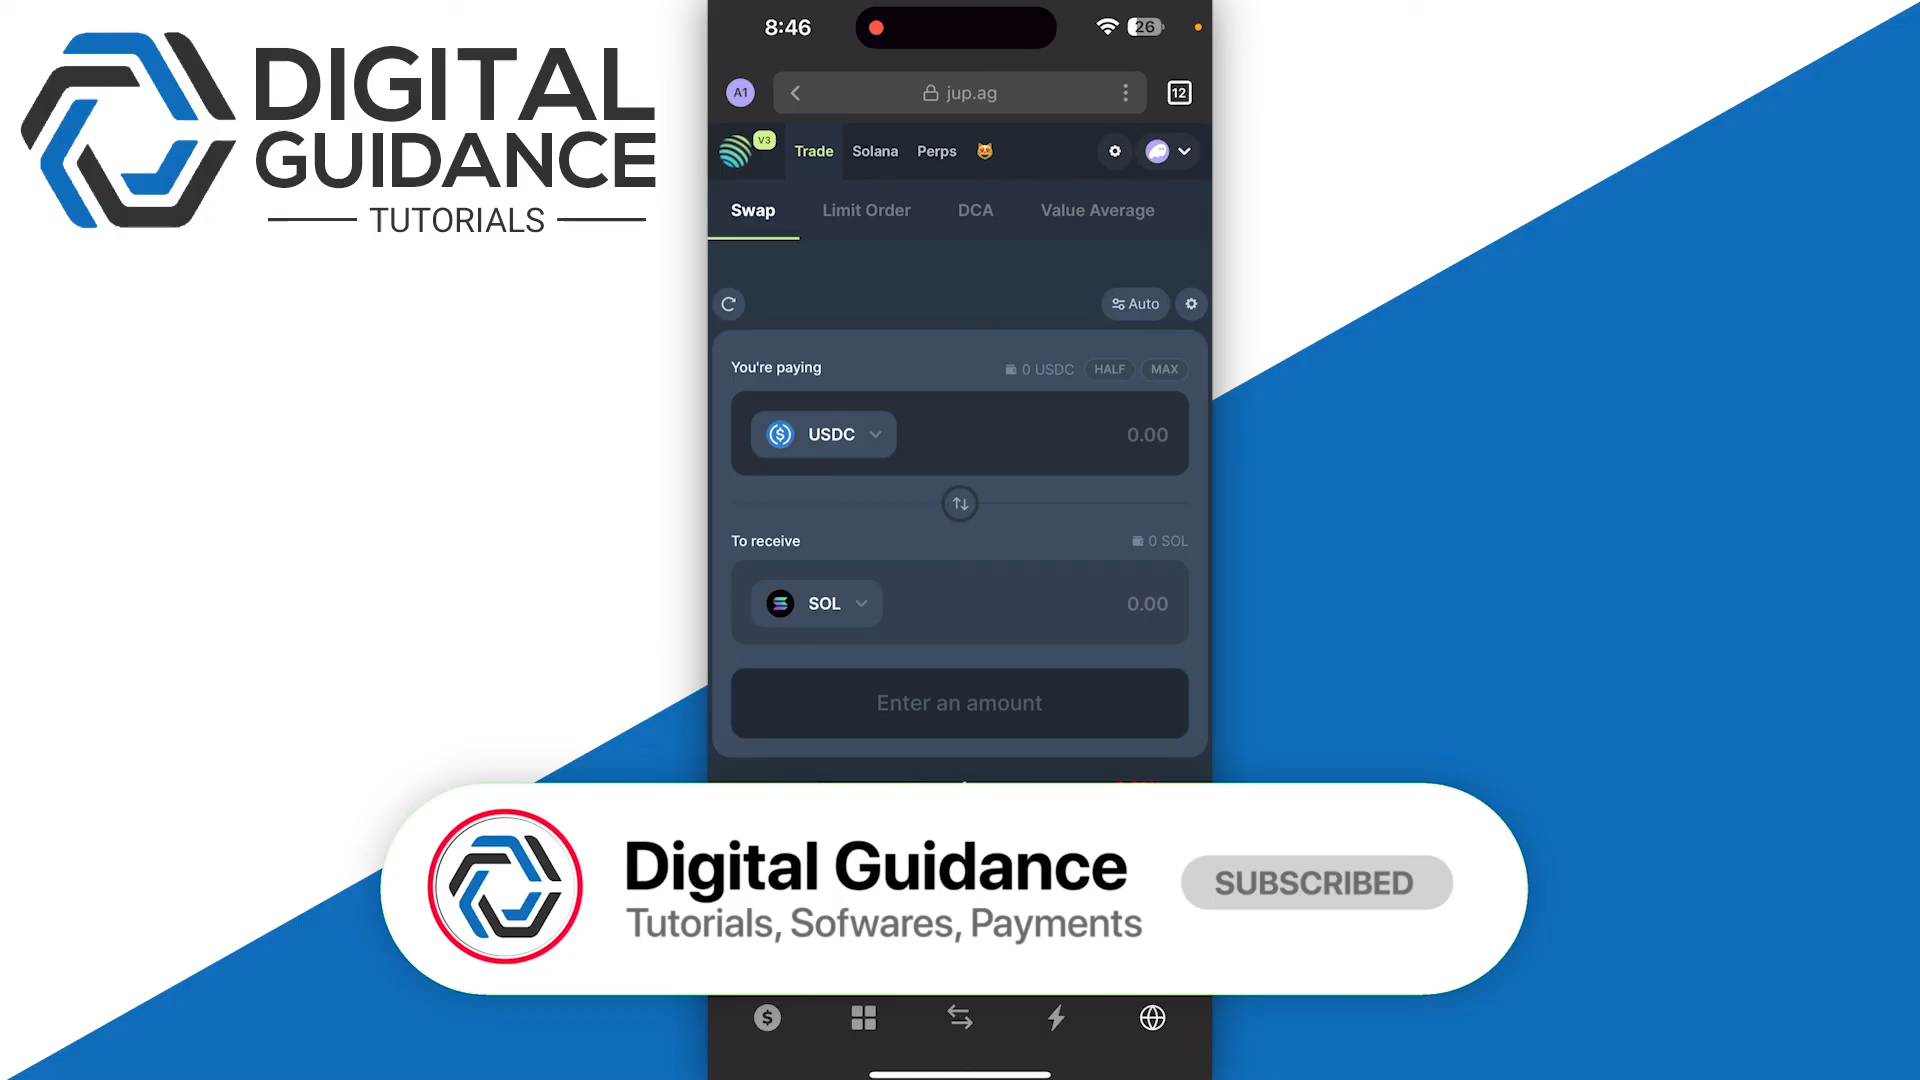 DIGITAL
GUIDANCE
TUTORIALS
8:46
26
A1
jup.ag
12
V3
Trade
Solana
Perps
Swap
Limit Order
DCA
Value Average
Auto
You're paying
0 USDC
HALF
MAX
USDC
0.00
To receive
0 SOL
SOL
0.00
Enter an amount
Digital Guidance
SUBSCRIBED
Tutorials, Sofwares, Payments